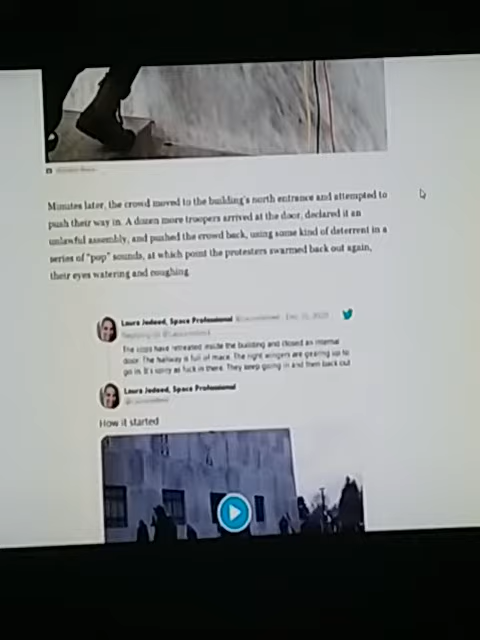 Minutes later, the crowd moved to the building's north entrance and attempted to
push their way in. A dozen more troopers arrived at the door, declared it an
unlawful assembly, and pushed the crowd back, using some kind of deterrent in a
series of "pop" sounds, at which point the protesters swarmed back out again,
their eyes watering and coughing.
Laura Jedeed, Space Professional
The cops have retreated inside the building and closed an internal
door. The hallway is full of mace. The right wingers are gearing up to
go in. It's spicy as fuck in there. They keep going in and then back out
Laura Jedeed, Space Professional
How it started